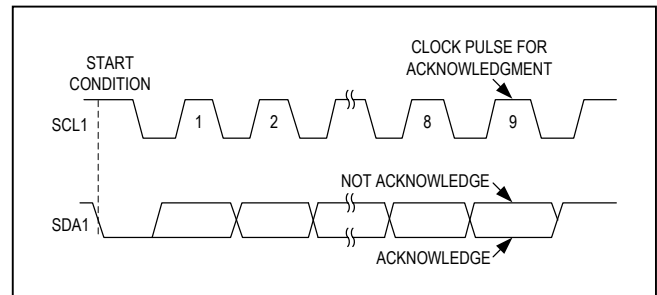 START
CONDITION
CLOCK PULSE FOR
ACKNOWLEDGMENT
SCL1
1
2
8
9
NOT ACKNOWLEDGE
SDA1
ACKNOWLEDGE